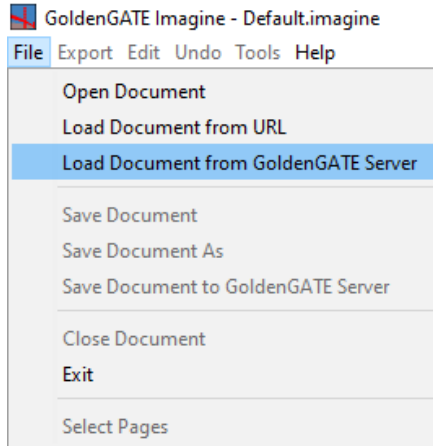 GoldenGATE Imagine - Default.imagine
File Export Edit Undo Tools Help
Open Document
Load Document from URL
Load Document from GoldenGATE Server
Save Document
Save Document As
Save Document to GoldenGATE Server
Close Document
Exit
Select Pages